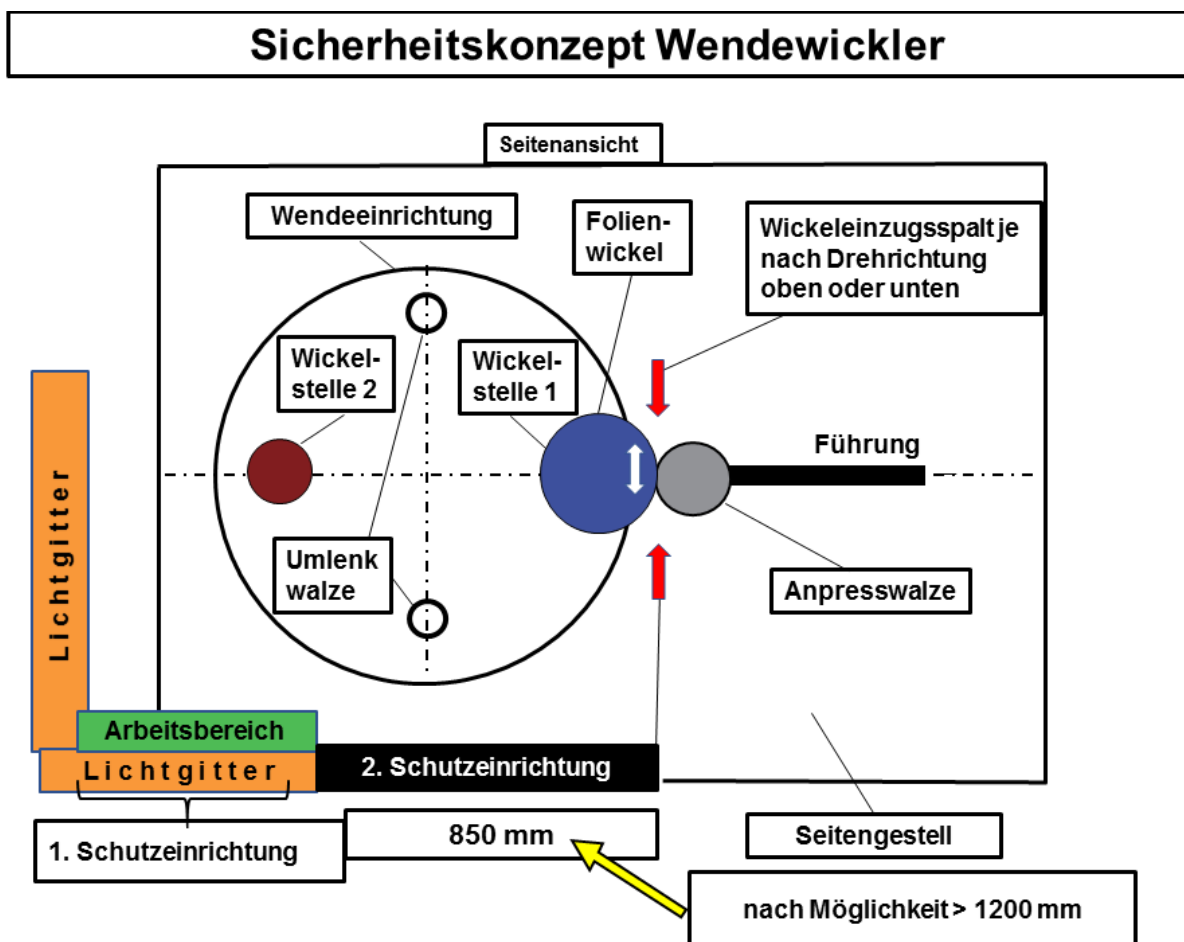 Sicherheitskonzept Wendewickler
Seitenansicht
Wendeeinrichtung
Folien-
wickel
Wickeleinzugsspalt je
nach Drehrichtung
oben oder unten
Wickel-
stelle 2
Wickel-
stelle 1
Führung
Lichtgitter
Umlenk
walze
Anpresswalze
Arbeitsbereich
Lichtgitter
2. Schutzeinrichtung
1. Schutzeinrichtung
850 mm
Seitengestell
nach Möglichkeit > 1200 mm